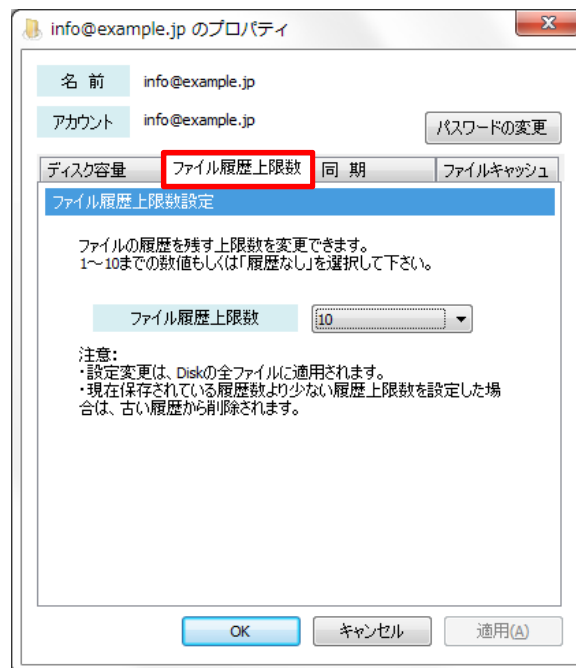 info@example.jp のプロパティ
名 前 info@example.jp
アカウント info@example.jp
パスワードの変更
ディスク容量 ファイル履歴上限数 同 期 ファイルキャッシュ
ファイル履歴上限数設定
ファイルの履歴を残す上限数を変更できます。
1～10までの数値もしくは「履歴なし」を選択して下さい。
ファイル履歴上限数 10
注意：
・設定変更は、Diskの全ファイルに適用されます。
・現在保存されている履歴数より少ない履歴上限数を設定した場
合は、古い履歴から削除されます。
OK キャンセル 適用(A)